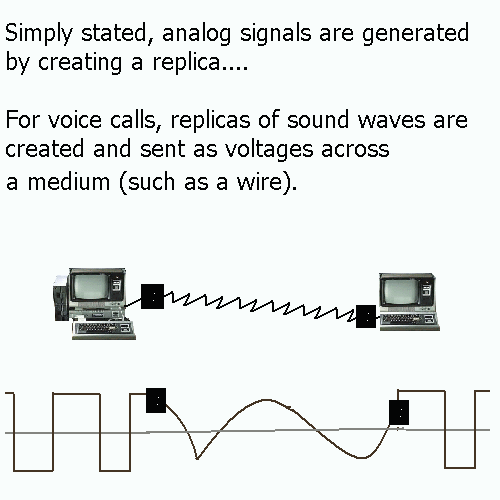 Simply stated, analog signals are generated
by creating a replica....
For voice calls, replicas of sound waves are
created and sent as voltages across
a medium (such as a wire).